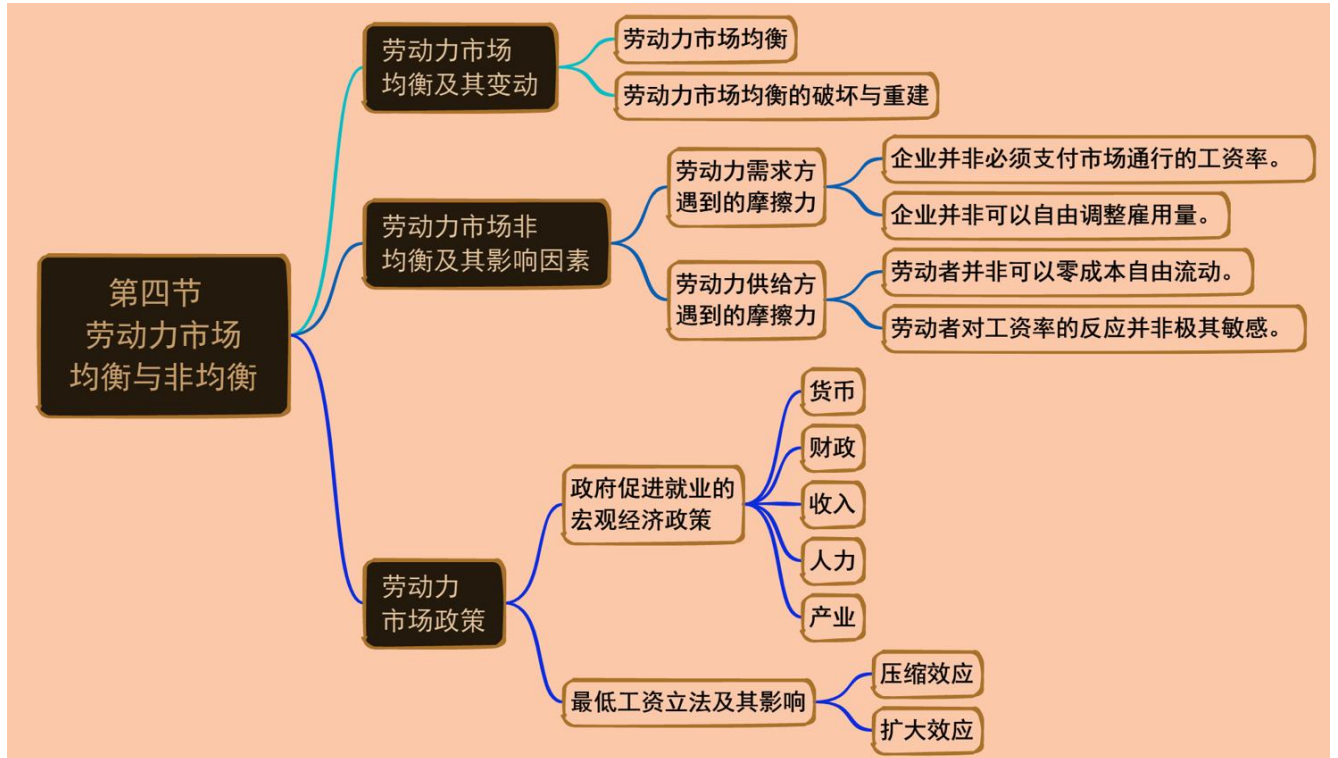 第四节
劳动力市场
均衡与非均衡
劳动力市场
均衡及其变动
劳动力市场均衡
劳动力市场均衡的破坏与重建
劳动力市场非
均衡及其影响因素
劳动力需求方
遇到的摩擦力
企业并非必须支付市场通行的工资率。
企业并非可以自由调整雇用量。
劳动力供给方
遇到的摩擦力
劳动者并非可以零成本自由流动。
劳动者对工资率的反应并非极其敏感。
劳动力
市场政策
政府促进就业的
宏观经济政策
货币
财政
收入
人力
产业
最低工资立法及其影响
压缩效应
扩大效应